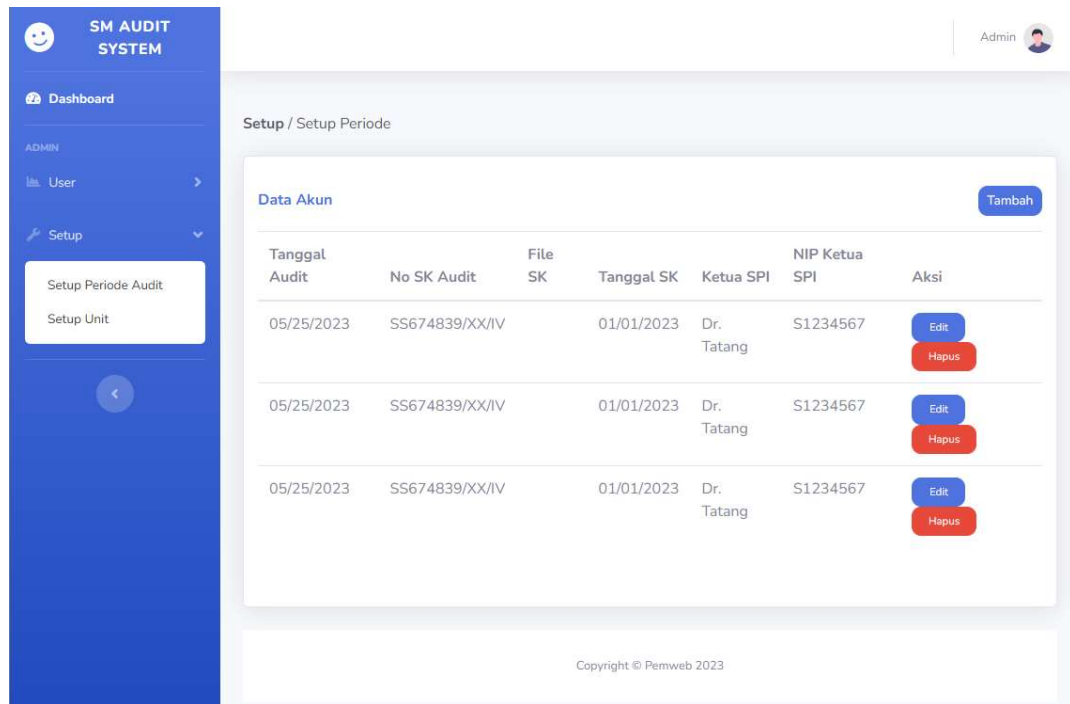 SM AUDIT
SYSTEM
Admin
Dashboard
Setup / Setup Periode
ADMIN
User
Setup
Setup Periode Audit
Setup Unit
Data Akun
Tambah
Tanggal Audit No SK Audit File SK Tanggal SK Ketua SPI NIP Ketua SPI Aksi
05/25/2023 SS674839/XX/IV 01/01/2023 Dr. Tatang S1234567 Edit Hapus
05/25/2023 SS674839/XX/IV 01/01/2023 Dr. Tatang S1234567 Edit Hapus
05/25/2023 SS674839/XX/IV 01/01/2023 Dr. Tatang S1234567 Edit Hapus
Copyright © Pemweb 2023